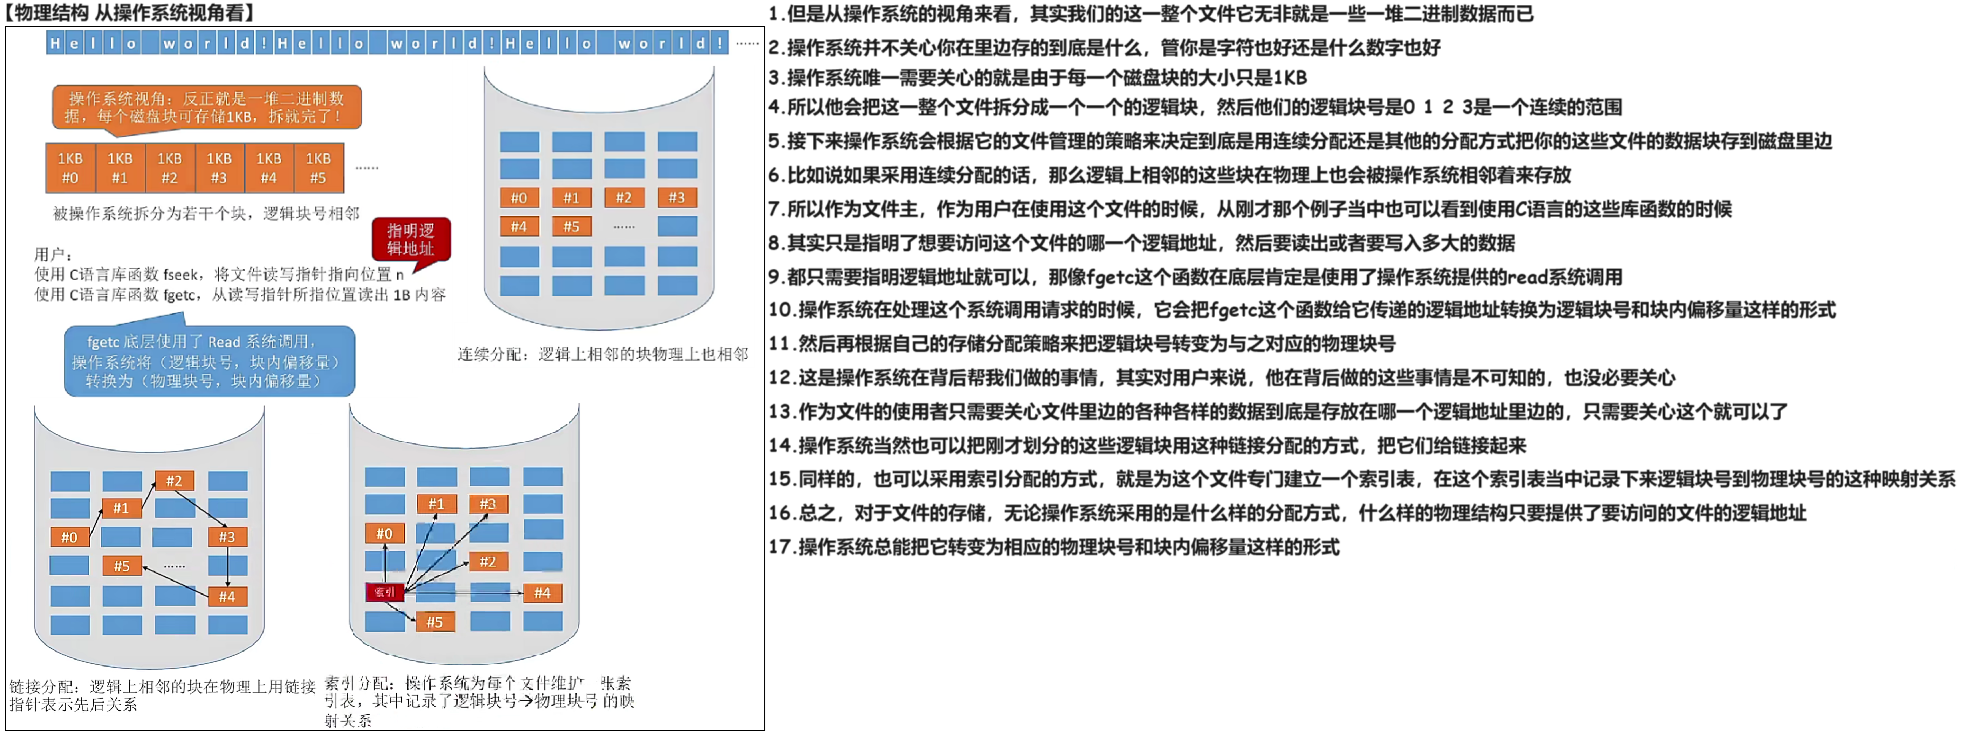 【物理结构 从操作系统视角看】
Hello world!Hello world!Hello world! ......
操作系统视角：反正就是一堆二进制数
据，每个磁盘块可存储1KB，拆就完了！
1KB 1KB 1KB 1KB 1KB 1KB
#0 #1 #2 #3 #4 #5 ......
被操作系统拆分为若干个块，逻辑块号相邻
指明逻
辑地址
用户：
使用 C语言库函数 fseek，将文件读写指针指向位置 n
使用 C语言库函数 fgetc，从读写指针所指位置读出 1B 内容
fgetc 底层使用了 Read 系统调用，
操作系统将（逻辑块号，块内偏移量）
转换为（物理块号，块内偏移量）
#0 #1 #2 #3
#4 #5 ......
连续分配：逻辑上相邻的块物理上也相邻
#2
#1
#0 #3
#5 ......
#4
链接分配：逻辑上相邻的块在物理上用链接
指针表示先后关系
#1 #3
#0
#2
索引 #4
#5
索引分配：操作系统为每个文件维护一张索
引表，其中记录了逻辑块号→物理块号 的映
射关系
1.但是从操作系统的视角来看，其实我们的这一整个文件它无非就是一些一堆二进制数据而已
2.操作系统并不关心你在里边存的到底是什么，管你是字符也好还是什么数字也好
3.操作系统唯一需要关心的就是由于每一个磁盘块的大小只是1KB
4.所以他会把这一整个文件拆分成一个一个的逻辑块，然后他们的逻辑块号是0 1 2 3是一个连续的范围
5.接下来操作系统会根据它的文件管理的策略来决定到底是用连续分配还是其他的分配方式把你的这些文件的数据块存到磁盘里边
6.比如说如果采用连续分配的话，那么逻辑上相邻的这些块在物理上也会被操作系统相邻着来存放
7.所以作为文件主，作为用户在使用这个文件的时候，从刚才那个例子当中也可以看到使用C语言的这些库函数的时候
8.其实只是指明了想要访问这个文件的哪一个逻辑地址，然后要读出或者要写入多大的数据
9.都只需要指明逻辑地址就可以，那像fgetc这个函数在底层肯定是使用了操作系统提供的read系统调用
10.操作系统在处理这个系统调用请求的时候，它会把fgetc这个函数给它传递的逻辑地址转换为逻辑块号和块内偏移量这样的形式
11.然后再根据自己的存储分配策略来把逻辑块号转变为与之对应的物理块号
12.这是操作系统在背后帮我们做的事情，其实对用户来说，他在背后做的这些事情是不可知的，也没必要关心
13.作为文件的使用者只需要关心文件里边的各种各样的数据到底是存放在哪一个逻辑地址里边的，只需要关心这个就可以了
14.操作系统当然也可以把刚才划分的这些逻辑块用这种链接分配的方式，把它们给链接起来
15.同样的，也可以采用索引分配的方式，就是为这个文件专门建立一个索引表，在这个索引表当中记录下来逻辑块号到物理块号的这种映射关系
16.总之，对于文件的存储，无论操作系统采用的是什么样的分配方式，什么样的物理结构只要提供了要访问的文件的逻辑地址
17.操作系统总能把它转变为相应的物理块号和块内偏移量这样的形式